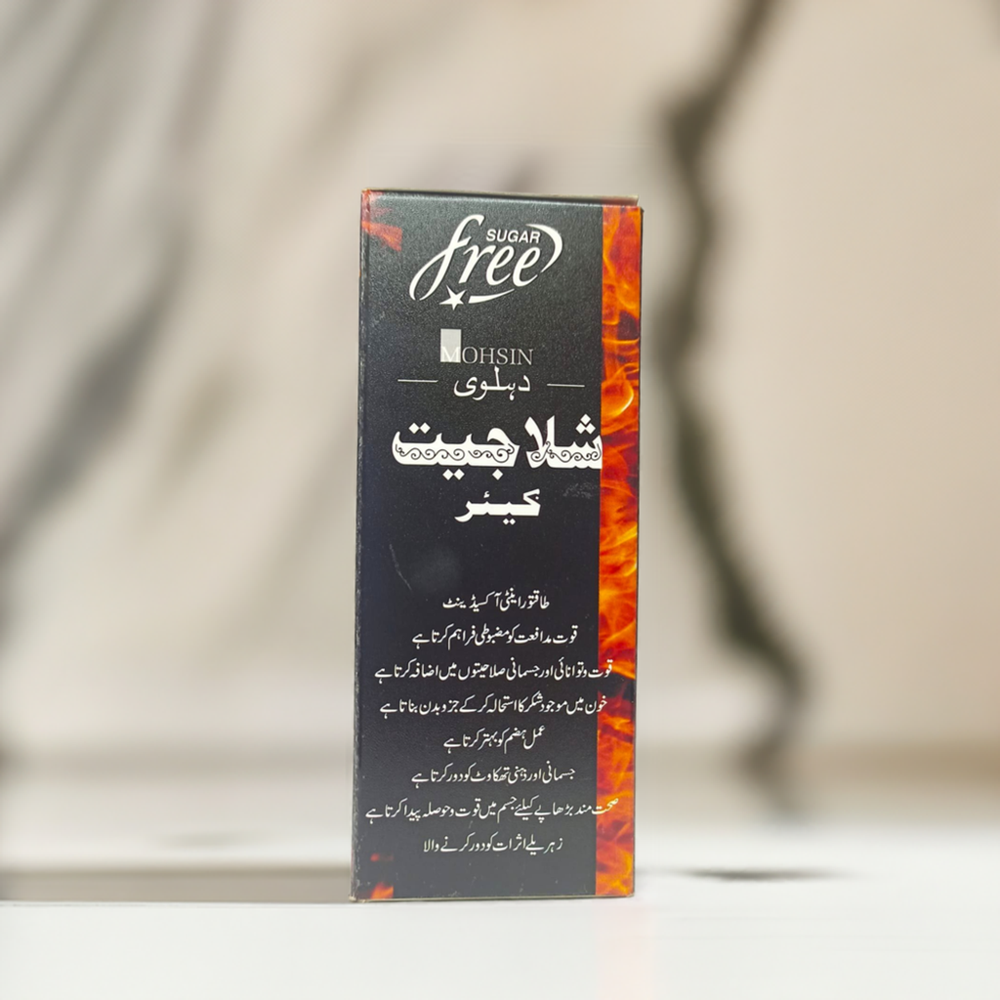 SUGAR
free
MOHSIN
دہلوی
شلاجیت
کیئر
طاقتور اینٹی آکسیڈینٹ
قوت مدافعت کو مضبوطی فراہم کرتا ہے
قوت و توانائی اور جسمانی صلاحیتوں میں اضافہ کرتا ہے
خون میں موجود شکر کا استحالہ کر کے جزو بدن بناتا ہے
عمل ہضم کو بہتر کرتا ہے
جسمانی اور ذہنی تھکاوٹ کو دور کرتا ہے
صحت مند بڑھاپے کیلئے جسم میں قوت و حوصلہ پیدا کرتا ہے
زہریلے اثرات کو دور کرنے والا